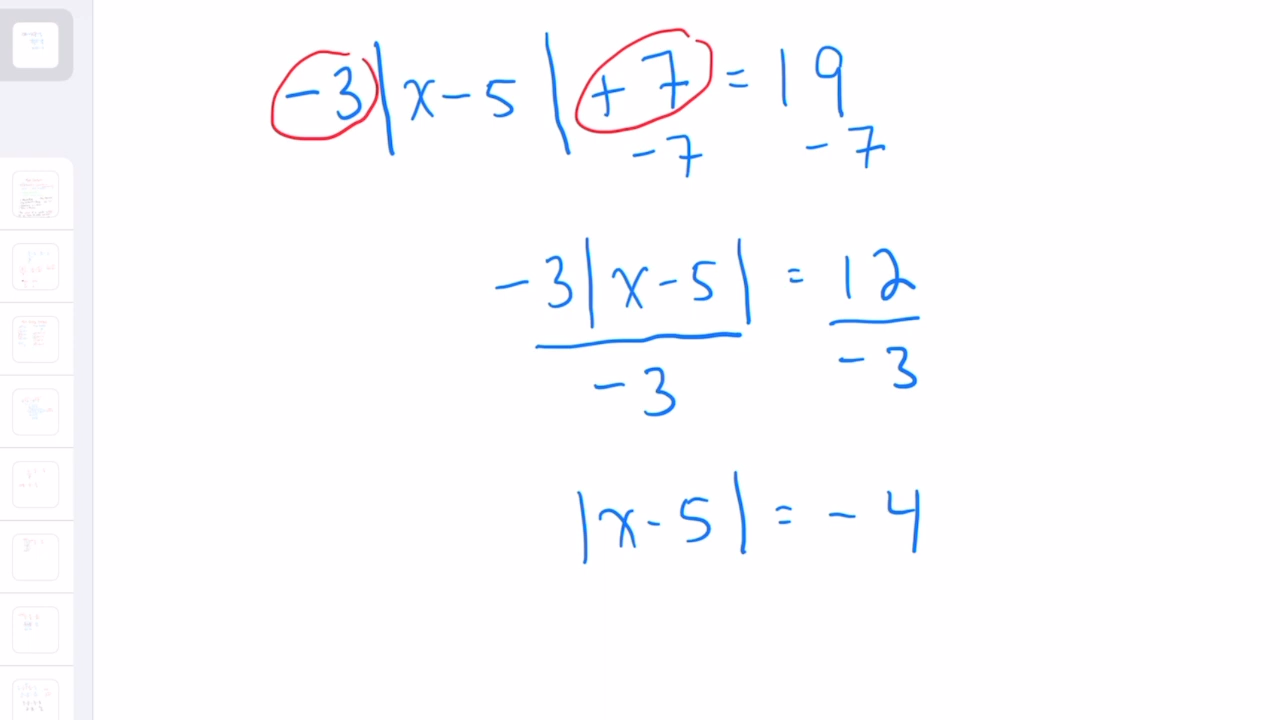 -3|x-5|+7=19
-7 -7
-3|x-5| = 12
-3 -3
|x-5| = -4